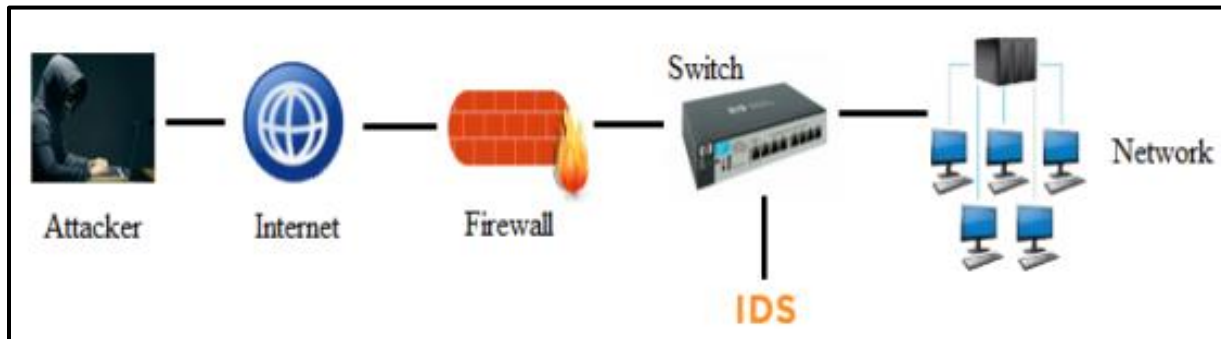 Attacker
Internet
Firewall
Switch
IDS
Network